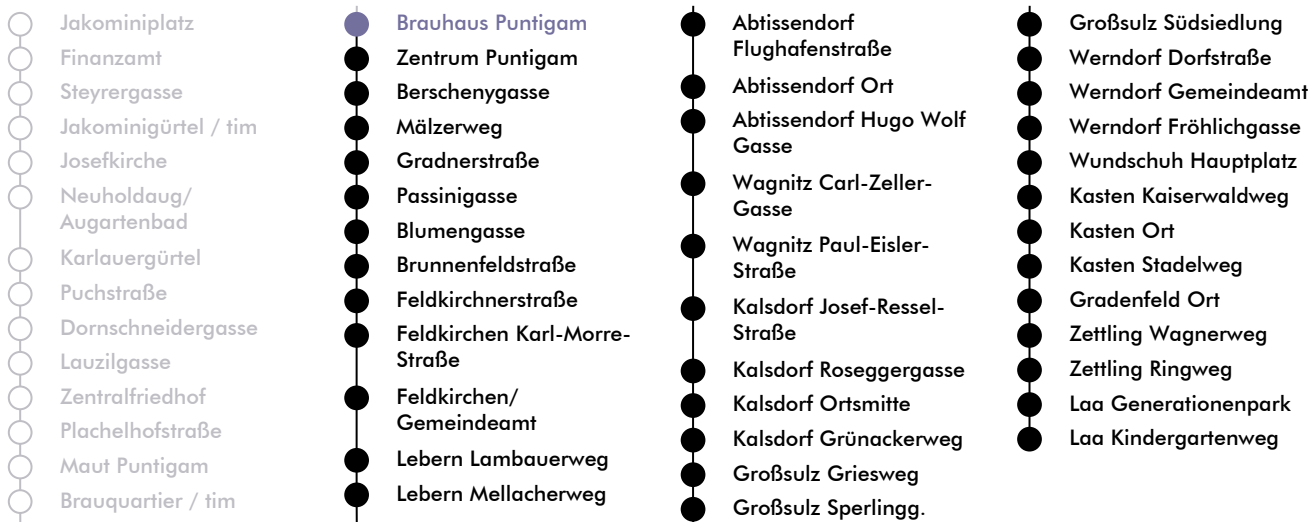 Jakominiplatz
Finanzamt
Steyrergasse
Jakominigürtel / tim
Josefkirche
Neuholdaug/
Augartenbad
Karlauergürtel
Puchstraße
Dornschneidergasse
Lauzilgasse
Zentralfriedhof
Plachelhofstraße
Maut Puntigam
Brauquartier / tim
Brauhaus Puntigam
Zentrum Puntigam
Berschenygasse
Mälzerweg
Gradnerstraße
Passinigasse
Blumengasse
Brunnenfeldstraße
Feldkirchnerstraße
Feldkirchen Karl-Morre-
Straße
Feldkirchen/
Gemeindeamt
Lebern Lambauerweg
Lebern Mellacherweg
Abtissendorf
Flughafenstraße
Abtissendorf Ort
Abtissendorf Hugo Wolf
Gasse
Wagnitz Carl-Zeller-
Gasse
Wagnitz Paul-Eisler-
Straße
Kalsdorf Josef-Ressel-
Straße
Kalsdorf Roseggergasse
Kalsdorf Ortsmitte
Kalsdorf Grünackerweg
Großsulz Griesweg
Großsulz Sperlingg.
Großsulz Südsiedlung
Werndorf Dorfstraße
Werndorf Gemeindeamt
Werndorf Fröhlichgasse
Wundschuh Hauptplatz
Kasten Kaiserwaldweg
Kasten Ort
Kasten Stadelweg
Gradenfeld Ort
Zettling Wagnerweg
Zettling Ringweg
Laa Generationenpark
Laa Kindergartenweg